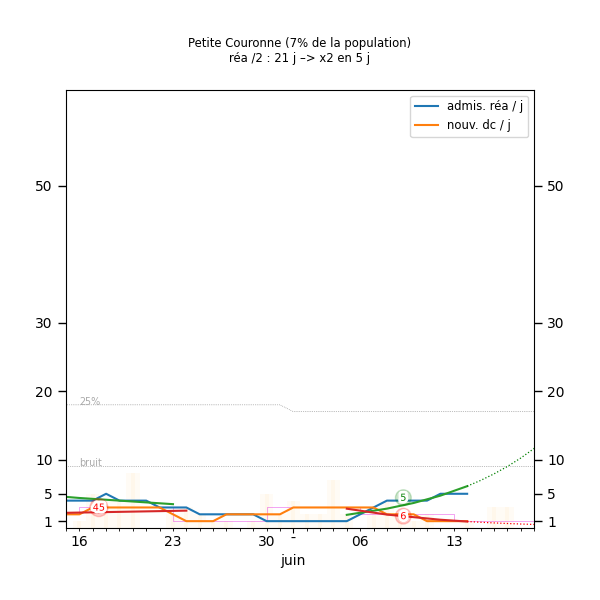 Petite Couronne (7% de la population)
réa /2 : 21 j –> x2 en 5 j
admis. réa / j
nouv. dc / j
50 50
30 30
20 20
25%
10 10
bruit
5 5
45 5
6
1 1
16 23 30 - 06 13
juin